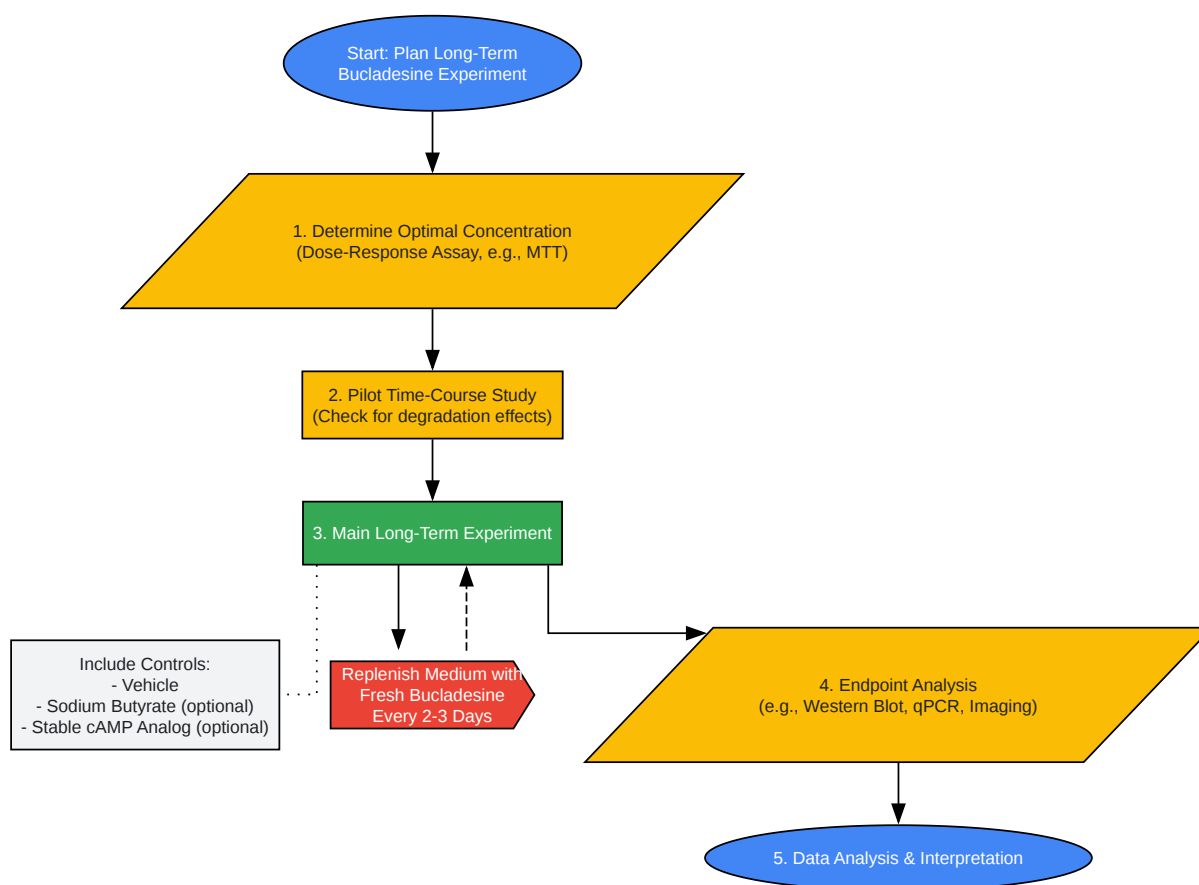 Start: Plan Long-Term
Bucladesine Experiment
1. Determine Optimal Concentration
(Dose-Response Assay, e.g., MTT)
2. Pilot Time-Course Study
(Check for degradation effects)
3. Main Long-Term Experiment
Include Controls:
- Vehicle
- Sodium Butyrate (optional)
- Stable cAMP Analog (optional)
Replenish Medium with
Fresh Bucladesine
Every 2-3 Days
4. Endpoint Analysis
(e.g., Western Blot, qPCR, Imaging)
5. Data Analysis & Interpretation